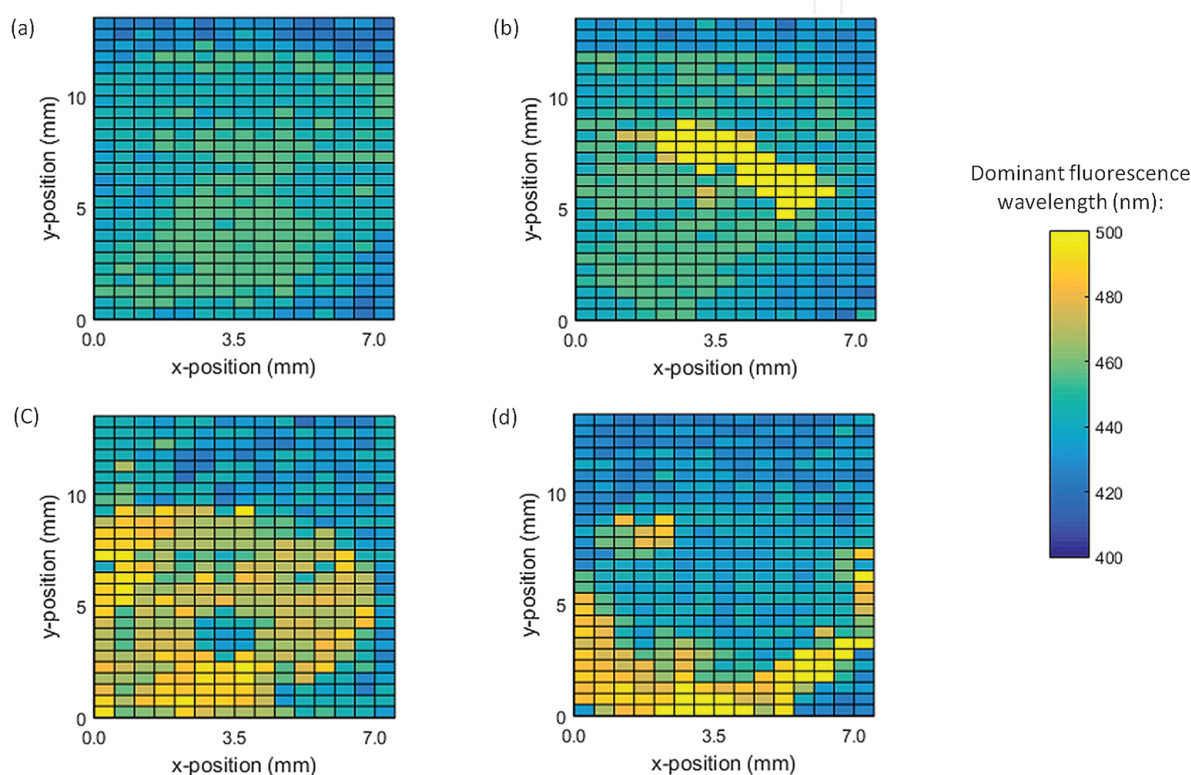 (a)
y-position (mm)
10
5
0
0.0 3.5 7.0
x-position (mm)
(b)
y-position (mm)
10
5
0
0.0 3.5 7.0
x-position (mm)
Dominant fluorescence
wavelength (nm):
500
480
460
440
420
400
(C)
y-position (mm)
10
5
0
0.0 3.5 7.0
x-position (mm)
(d)
y-position (mm)
10
5
0
0.0 3.5 7.0
x-position (mm)